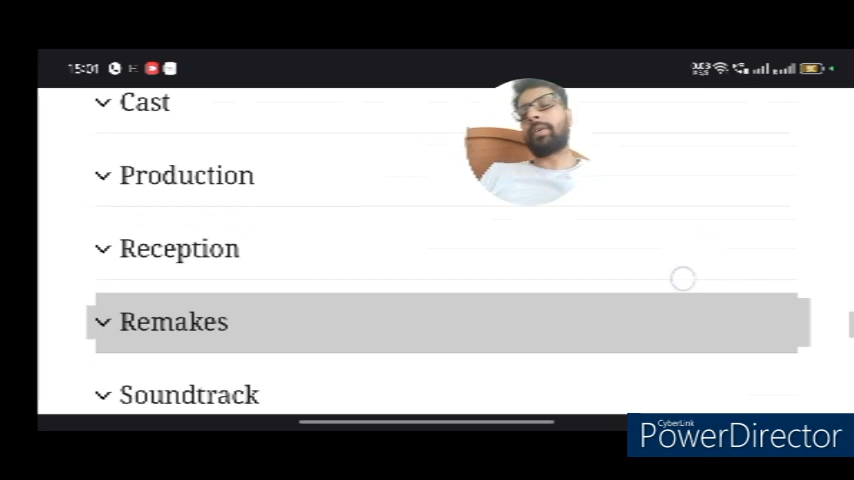 15:01
Cast
Production
Reception
Remakes
Soundtrack
CyberLink
PowerDirector